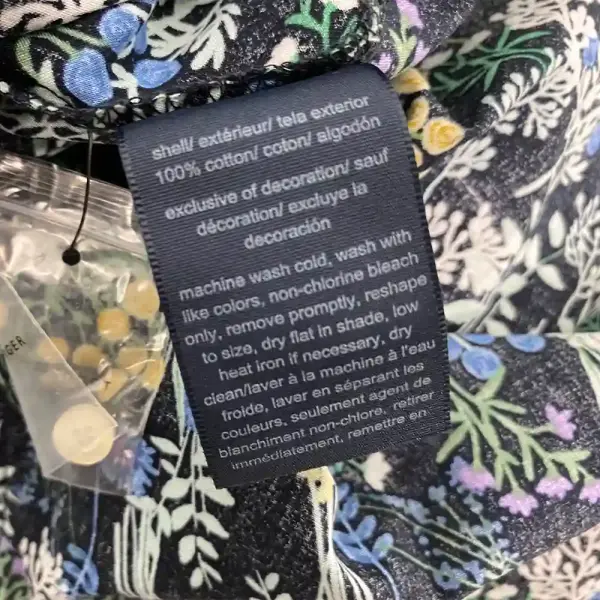 shell/ extérieur/ tela exterior
100% cotton/ coton/ algodón
exclusive of decoration/ sauf
décoration/ excluye la
decoración
machine wash cold, wash with
like colors, non-chlorine bleach
only, remove promptly, reshape
to size, dry flat in shade, low
heat iron if necessary, dry
clean/laver à la machine à l'eau
froide, laver en séparant les
couleurs, seulement agent de
blanchiment non-chlore, retirer
immédiatement, remettre en
GER